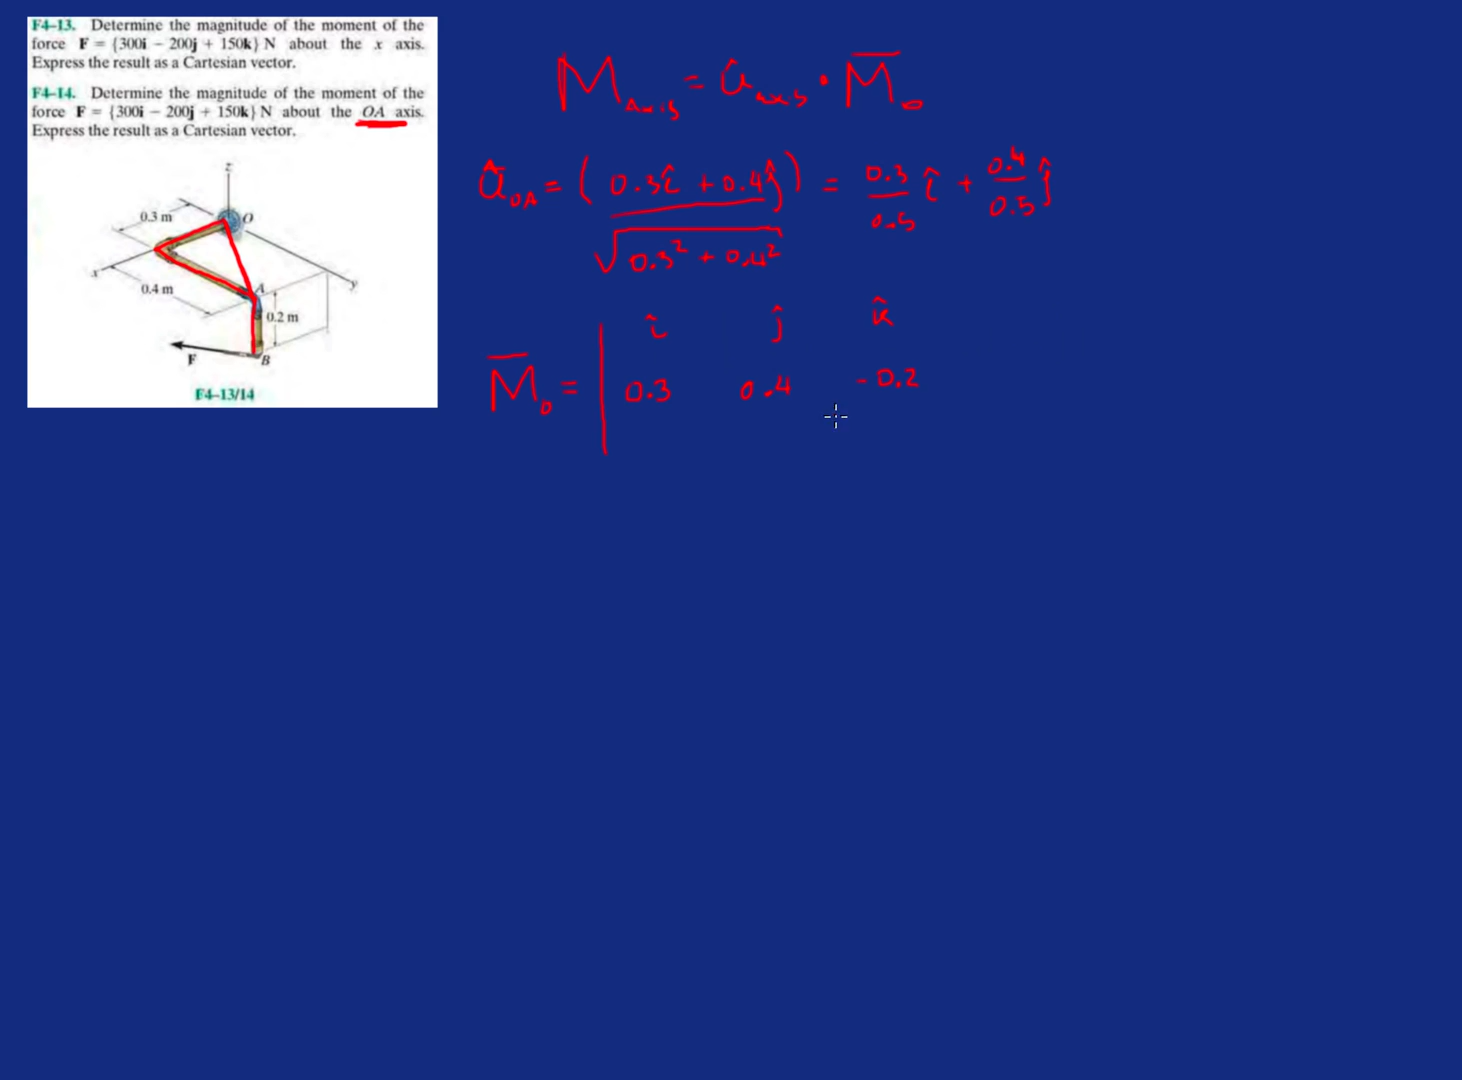 F4–13. Determine the magnitude of the moment of the
force F = {300i − 200j + 150k} N about the x axis.
Express the result as a Cartesian vector.
F4–14. Determine the magnitude of the moment of the
force F = {300i − 200j + 150k} N about the OA axis.
Express the result as a Cartesian vector.
z
0.3 m
O
x
0.4 m
A
y
0.2 m
F
B
F4–13/14
M_Axis = û_axis · M̅_o
û_OA = ( 0.3î + 0.4ĵ ) / √(0.3² + 0.4²) = 0.3/0.5 î + 0.4/0.5 ĵ
î ĵ k̂
M̅_o = | 0.3 0.4 -0.2